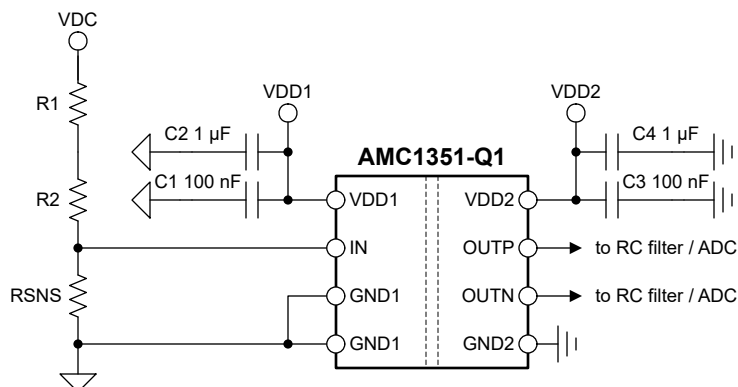 VDC
R1
R2
RSNS
VDD1
C2 1 µF
C1 100 nF
AMC1351-Q1
VDD1
IN
GND1
GND1
VDD2
OUTP
OUTN
GND2
VDD2
C4 1 µF
C3 100 nF
to RC filter / ADC
to RC filter / ADC